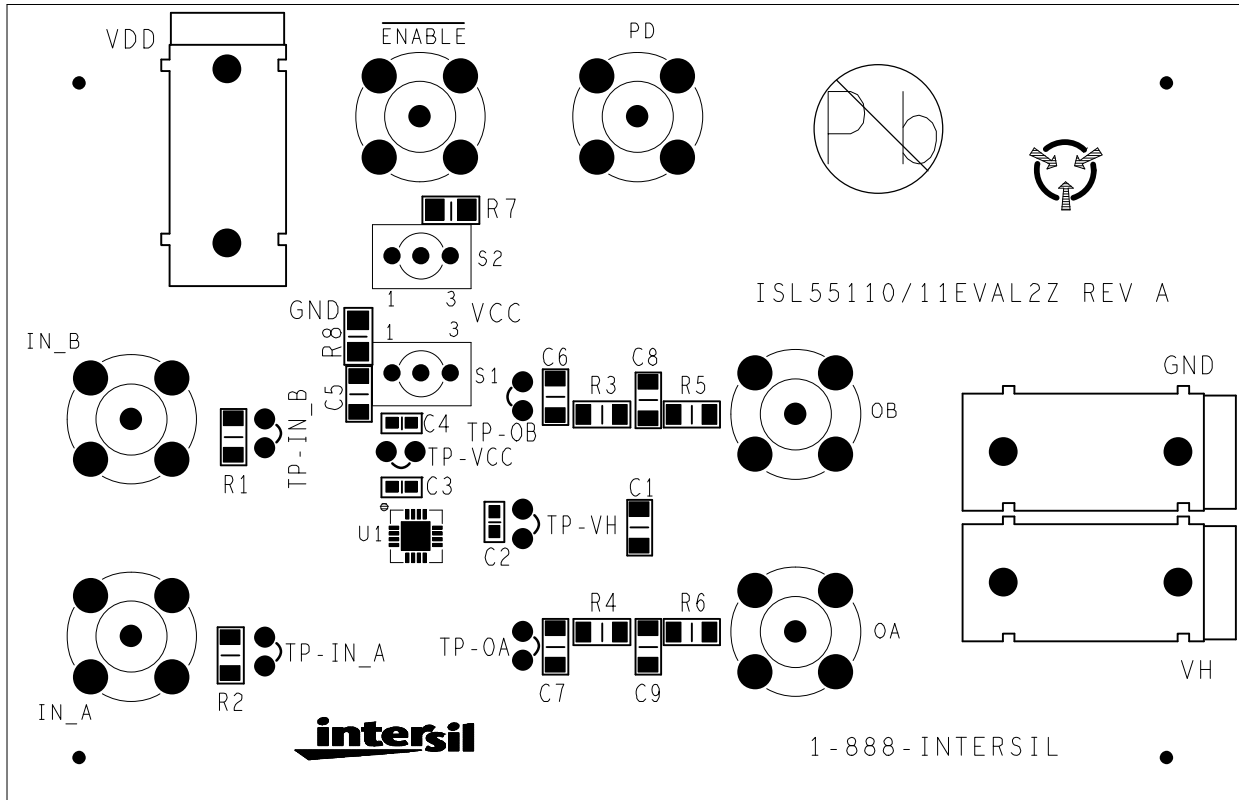 VDD
ENABLE
PD
Pb
R7
S2
1 3
GND
VCC
ISL55110/11EVAL2Z REV A
R8
1 3
IN_B
S1
C6
C8
GND
C5
R3
R5
C4
TP-OB
OB
TP-IN_B
TP-VCC
R1
C3
C1
U1
TP-VH
C2
R4
R6
TP-IN_A
TP-OA
OA
VH
R2
C7
C9
IN_A
intersil
1-888-INTERSIL